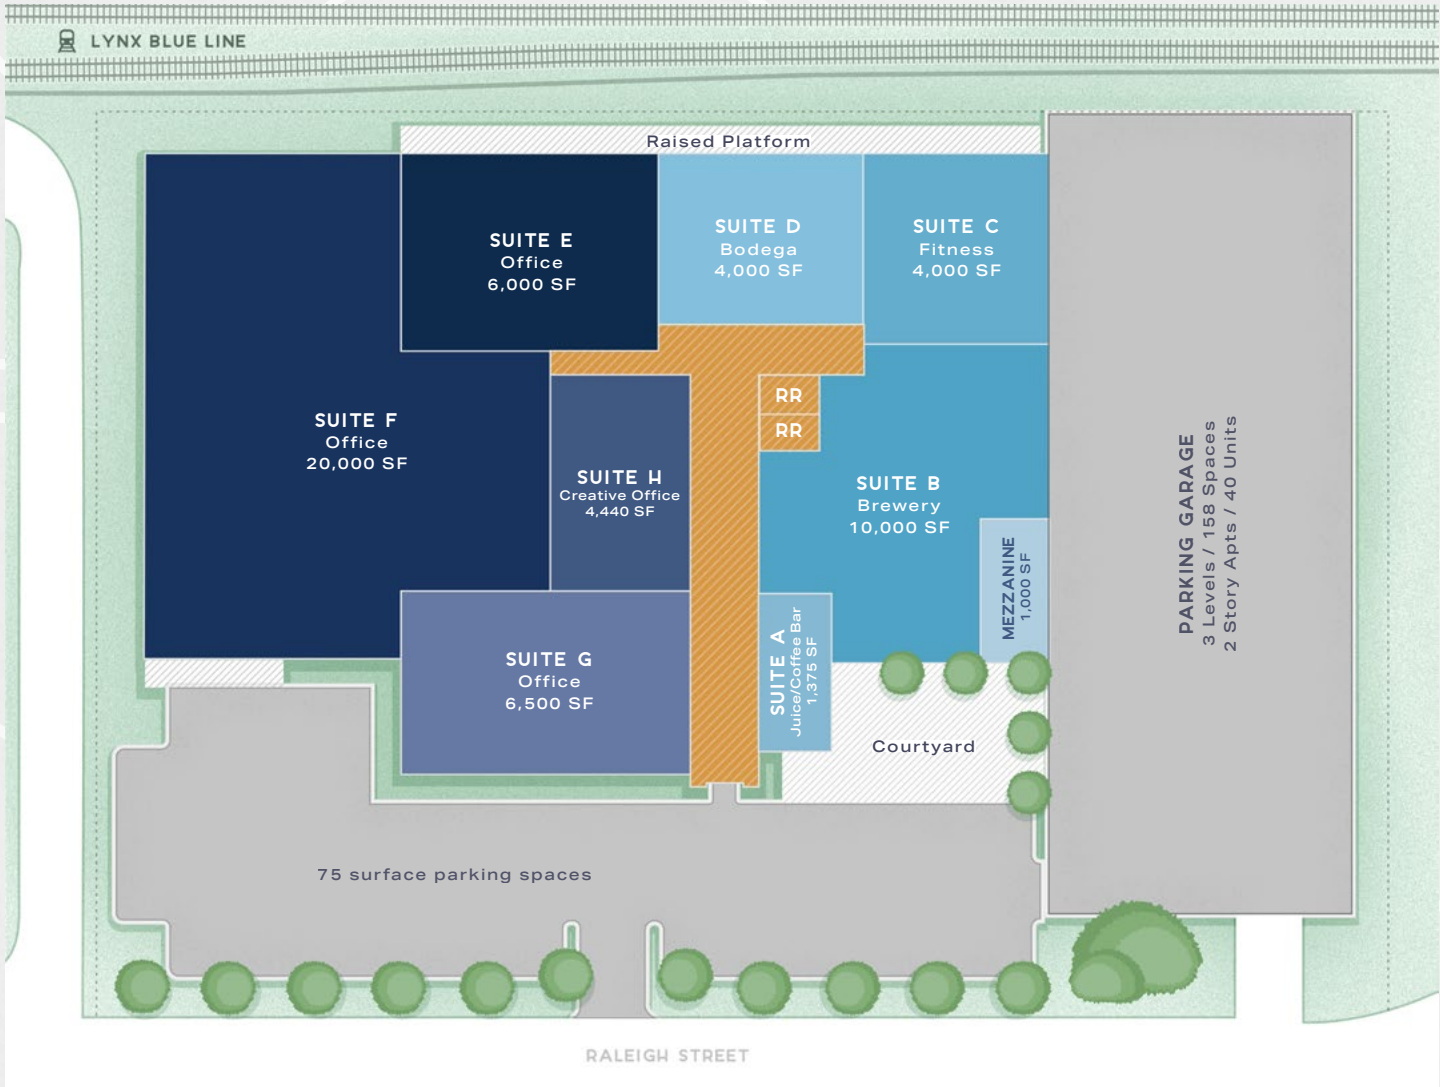 LYNX BLUE LINE
Raised Platform
SUITE E
Office
6,000 SF
SUITE D
Bodega
4,000 SF
SUITE C
Fitness
4,000 SF
SUITE F
Office
20,000 SF
SUITE H
Creative Office
4,440 SF
RR
RR
SUITE B
Brewery
10,000 SF
MEZZANINE
1,000 SF
PARKING GARAGE
3 Levels / 158 Spaces
2 Story Apts / 40 Units
SUITE G
Office
6,500 SF
SUITE A
Juice/Coffee Bar
1,375 SF
Courtyard
75 surface parking spaces
RALEIGH STREET